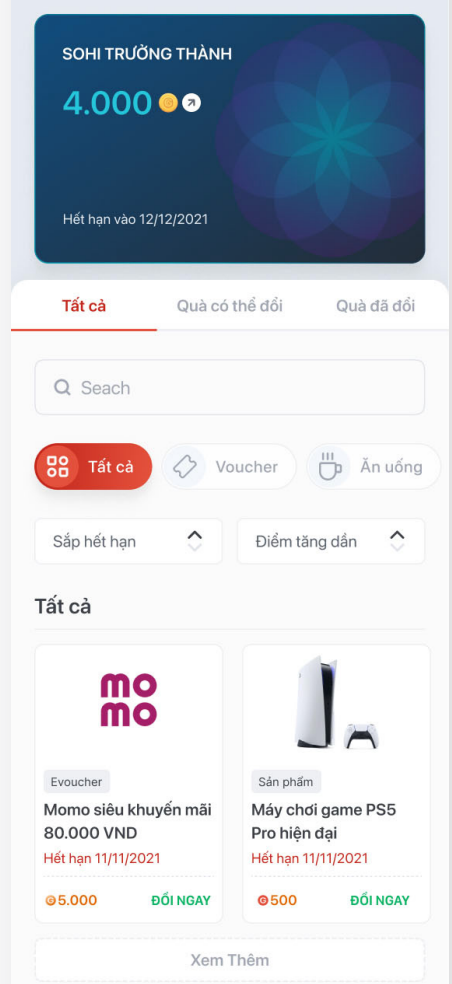 SOHI TRƯỞNG THÀNH
4.000
Hết hạn vào 12/12/2021
Tất cả
Quà có thể đổi
Quà đã đổi
Seach
Tất cả
Voucher
Ăn uống
Sắp hết hạn
Điểm tăng dần
Tất cả
mo
mo
Evoucher
Momo siêu khuyến mãi
80.000 VND
Hết hạn 11/11/2021
5.000
ĐỔI NGAY
Sản phẩm
Máy chơi game PS5
Pro hiện đại
Hết hạn 11/11/2021
500
ĐỔI NGAY
Xem Thêm